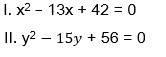 I. x² – 13x + 42 = 0
II. y² – 15y + 56 = 0